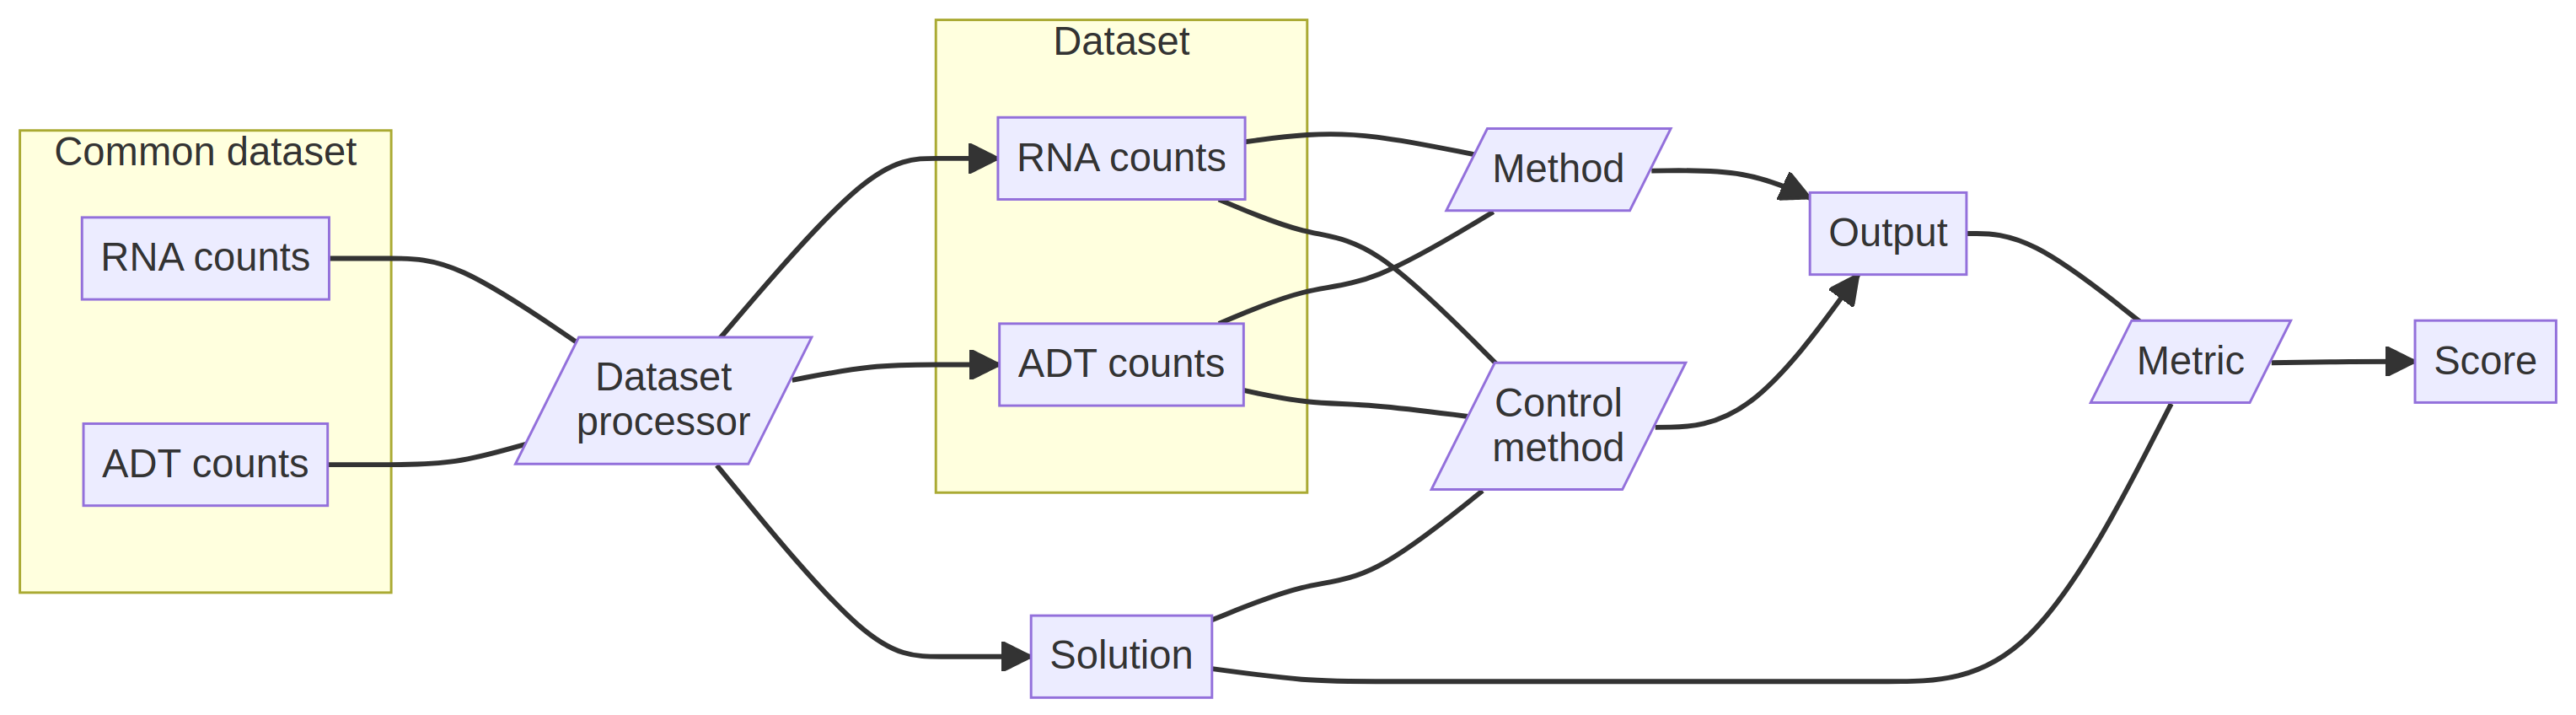 Common dataset
RNA counts
ADT counts
Dataset
processor
Dataset
RNA counts
ADT counts
Solution
Method
Control
method
Output
Metric
Score